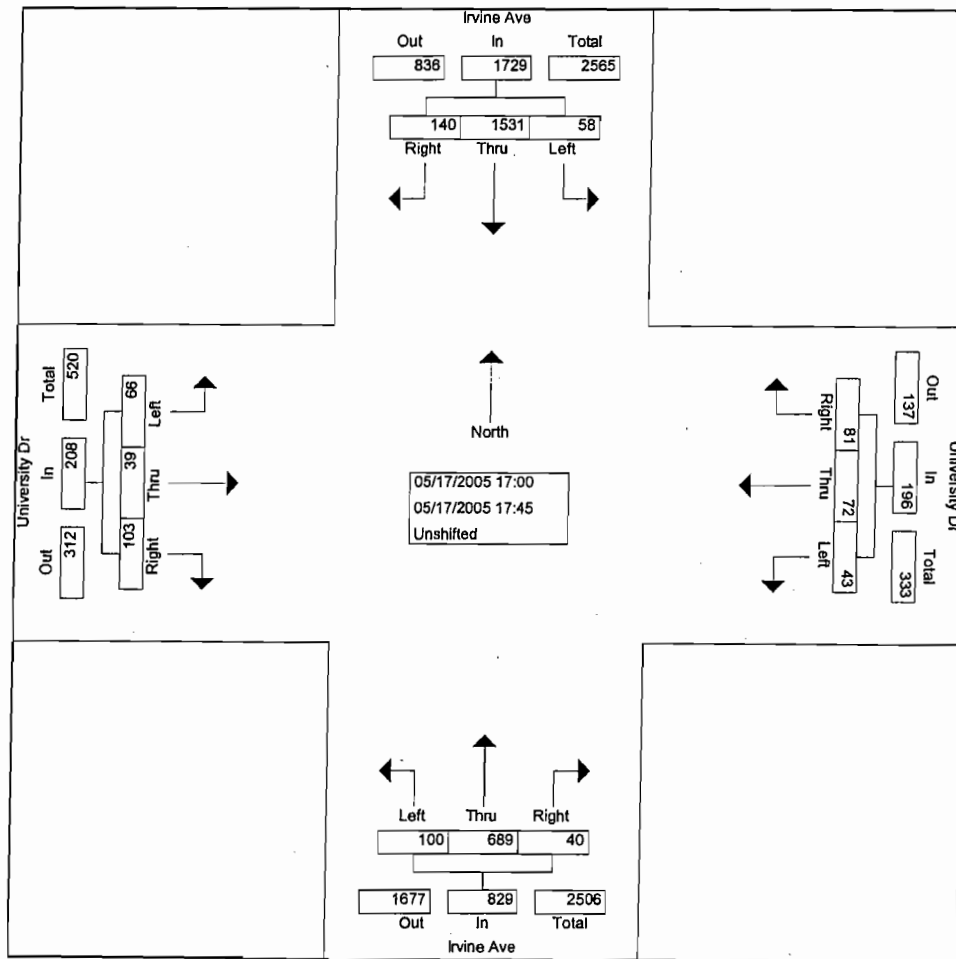 Irvine Ave
Out In Total
836 1729 2565
140 1531 58
Right Thru Left
University Dr
Total In Out
520 208 312
66 39 103
Left Thru Right
North
05/17/2005 17:00
05/17/2005 17:45
Unshifted
Right Thru Left
81 72 43
137 196 333
Out In Total
University Dr
Left Thru Right
100 689 40
1677 829 2506
Out In Total
Irvine Ave